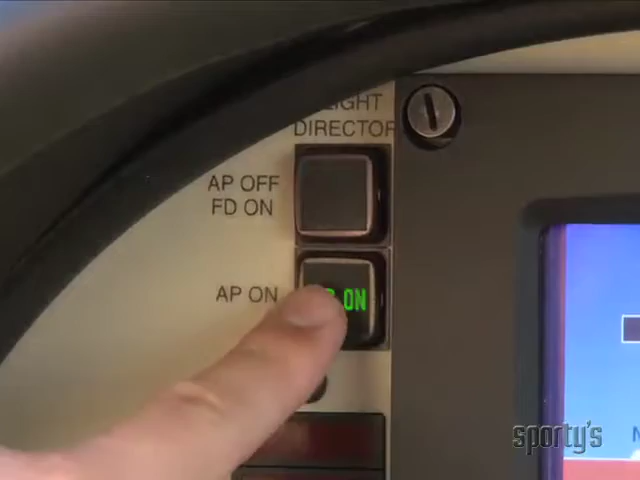 DIRECTOR
AP OFF
FD ON
AP ON
ON
sporty's